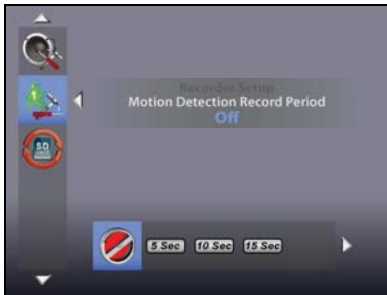 Recorder Setup
Motion Detection Record Period
Off
SD
5 Sec 10 Sec 15 Sec